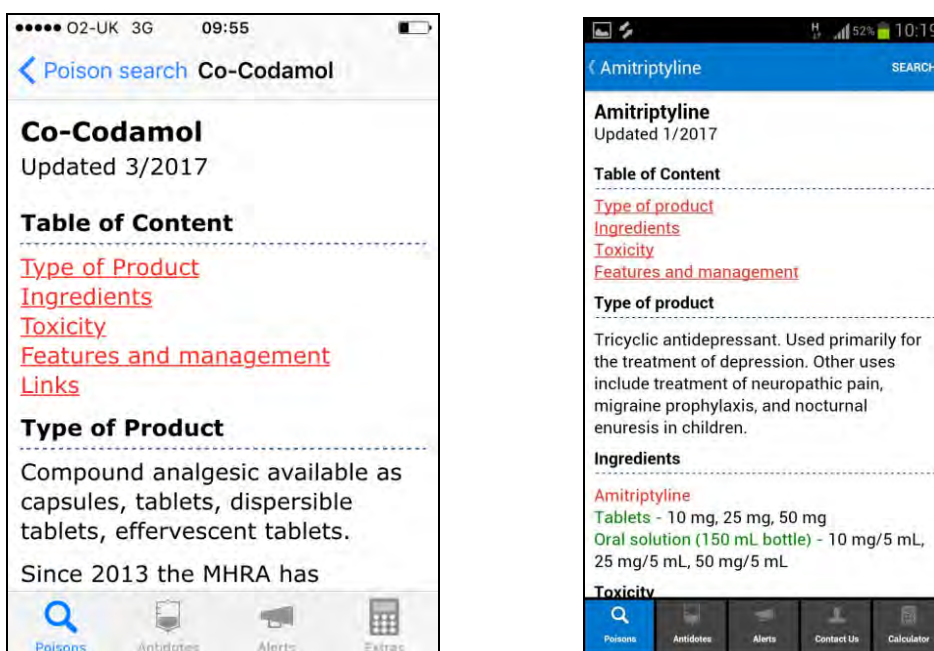 O2-UK 3G 09:55
Poison search Co-Codamol
Co-Codamol
Updated 3/2017
Table of Content
Type of Product
Ingredients
Toxicity
Features and management
Links
Type of Product
Compound analgesic available as
capsules, tablets, dispersible
tablets, effervescent tablets.
Since 2013 the MHRA has
Poisons Antidotes Alerts Extras
H 52% 10:19
Amitriptyline SEARCH
Amitriptyline
Updated 1/2017
Table of Content
Type of product
Ingredients
Toxicity
Features and management
Type of product
Tricyclic antidepressant. Used primarily for
the treatment of depression. Other uses
include treatment of neuropathic pain,
migraine prophylaxis, and nocturnal
enuresis in children.
Ingredients
Amitriptyline
Tablets - 10 mg, 25 mg, 50 mg
Oral solution (150 mL bottle) - 10 mg/5 mL,
25 mg/5 mL, 50 mg/5 mL
Toxicity
Poisons Antidotes Alerts Contact Us Calculator